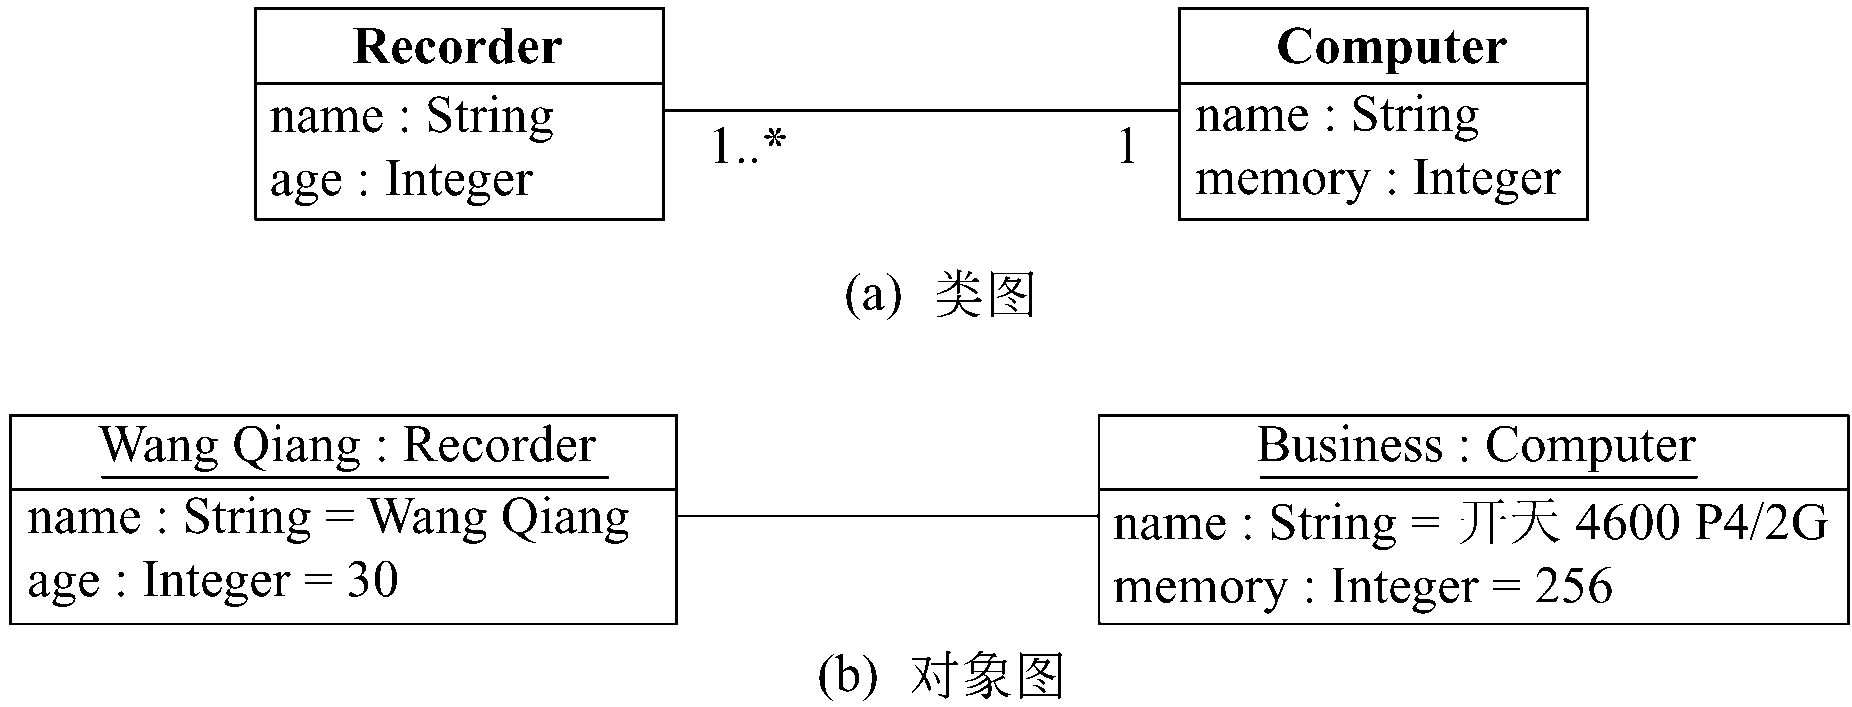 Recorder
name : String
age : Integer
1..*
1
Computer
name : String
memory : Integer
(a) 类图
Wang Qiang : Recorder
name : String = Wang Qiang
age : Integer = 30
Business : Computer
name : String = 开天 4600 P4/2G
memory : Integer = 256
(b) 对象图